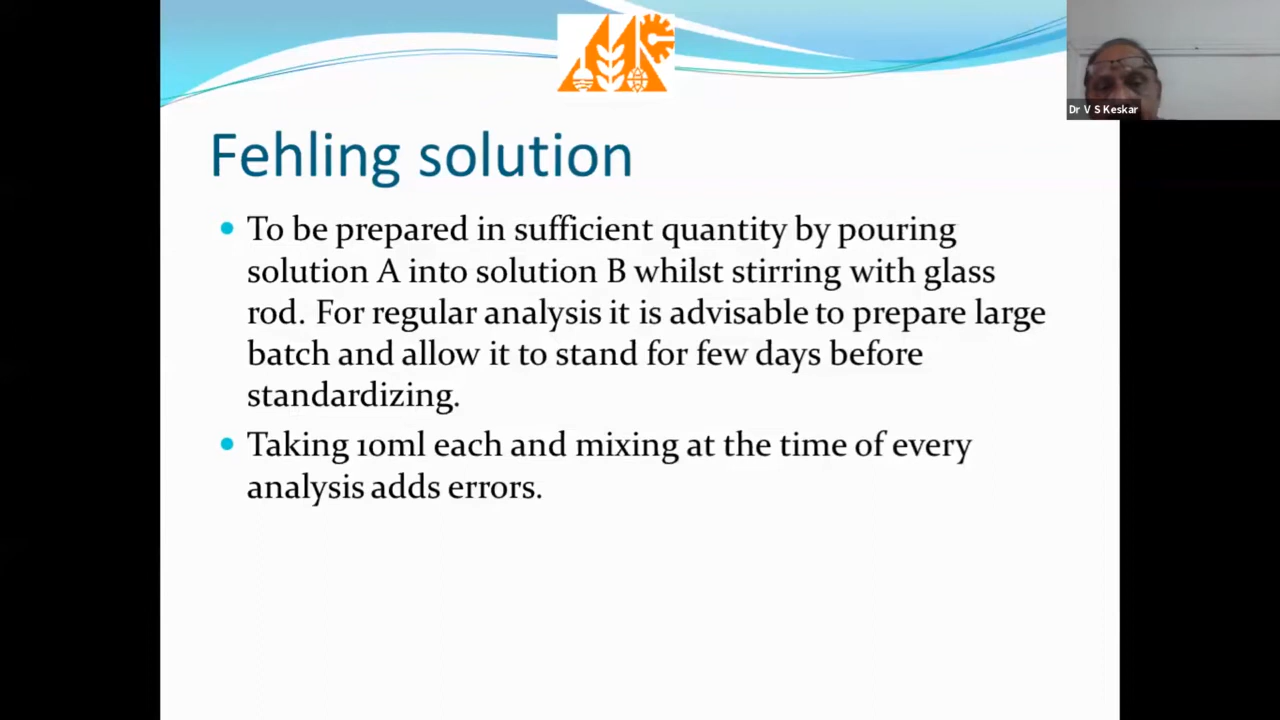 Dr V S Keskar
Fehling solution
To be prepared in sufficient quantity by pouring
solution A into solution B whilst stirring with glass
rod. For regular analysis it is advisable to prepare large
batch and allow it to stand for few days before
standardizing.
Taking 10ml each and mixing at the time of every
analysis adds errors.